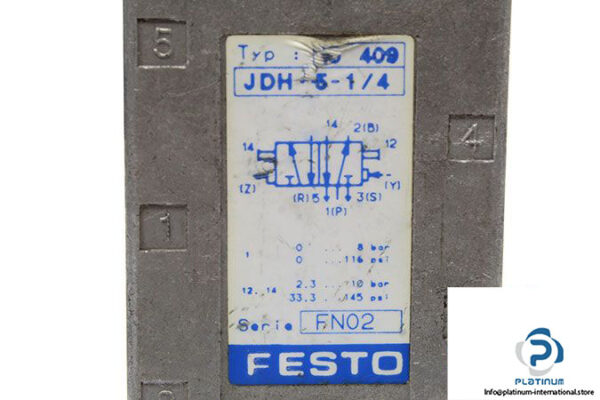 5
Typ : 409
JDH-5-1/4
14 2(B)
14 12
4
(Z) (Y)
(R)5 3(S)
1(P)
1
1 0 ... 8 bar
0 ... 116 psi
12..14 2.3 ... 10 bar
33.3 ... 145 psi
Serie FN02
FESTO
PLATINUM
Info@platinum-international.store